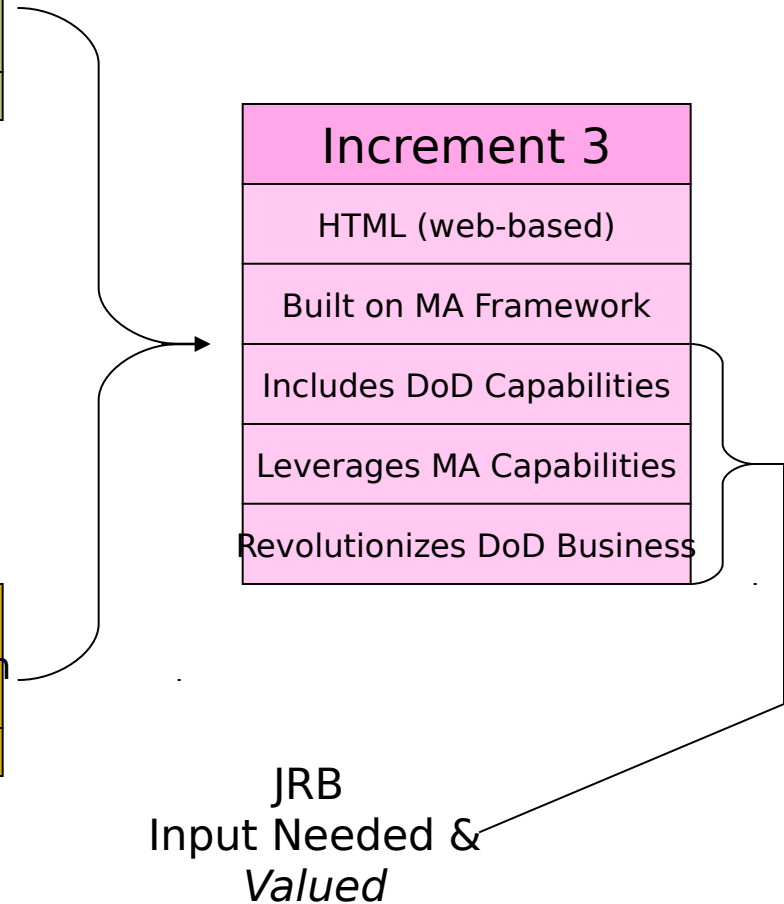 Increment 3
HTML (web-based)
Built on MA Framework
Includes DoD Capabilities
Leverages MA Capabilities
Revolutionizes DoD Business
JRB
Input Needed &
Valued